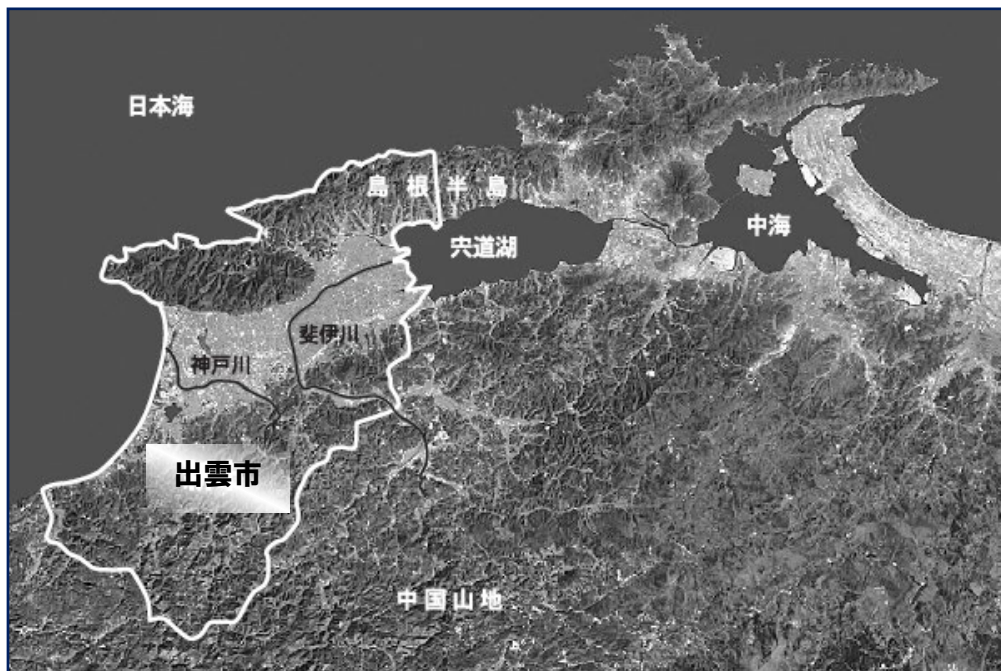 日本海
島根半島
宍道湖
中海
斐伊川
神戸川
出雲市
中国山地